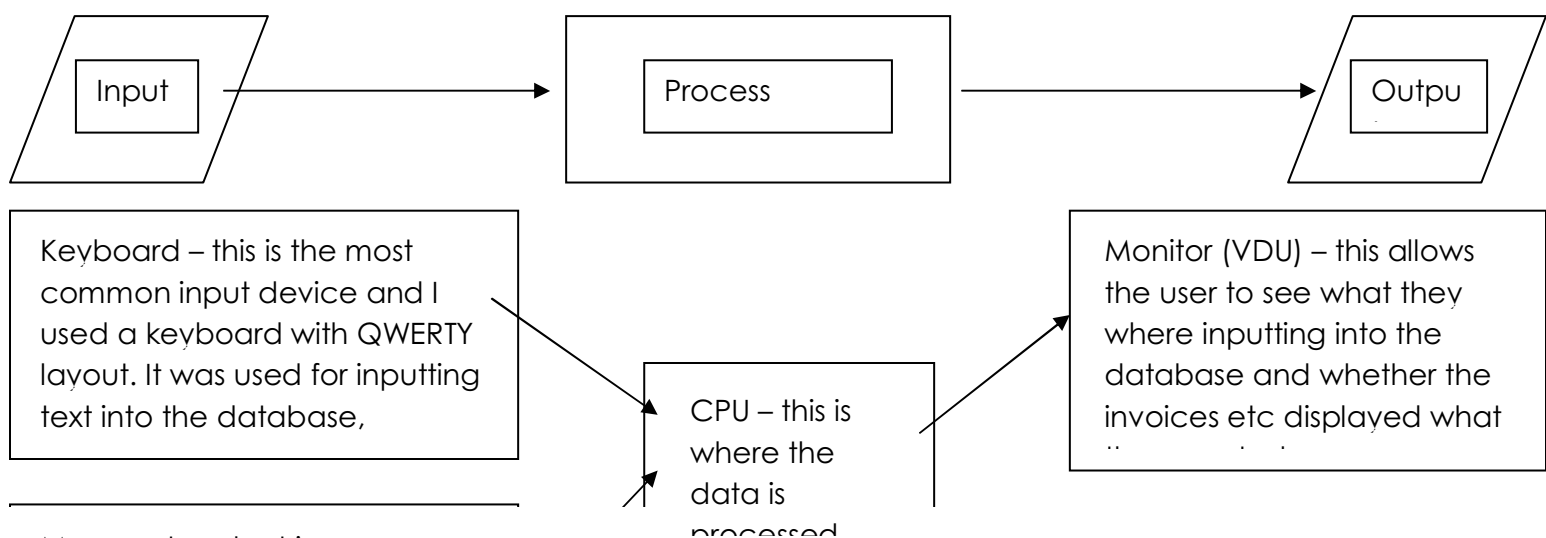 Input
Process
Outpu
Keyboard – this is the most
common input device and I
used a keyboard with QWERTY
layout. It was used for inputting
text into the database,
Monitor (VDU) – this allows
the user to see what they
where inputting into the
database and whether the
invoices etc displayed what
CPU – this is
where the
data is
processed